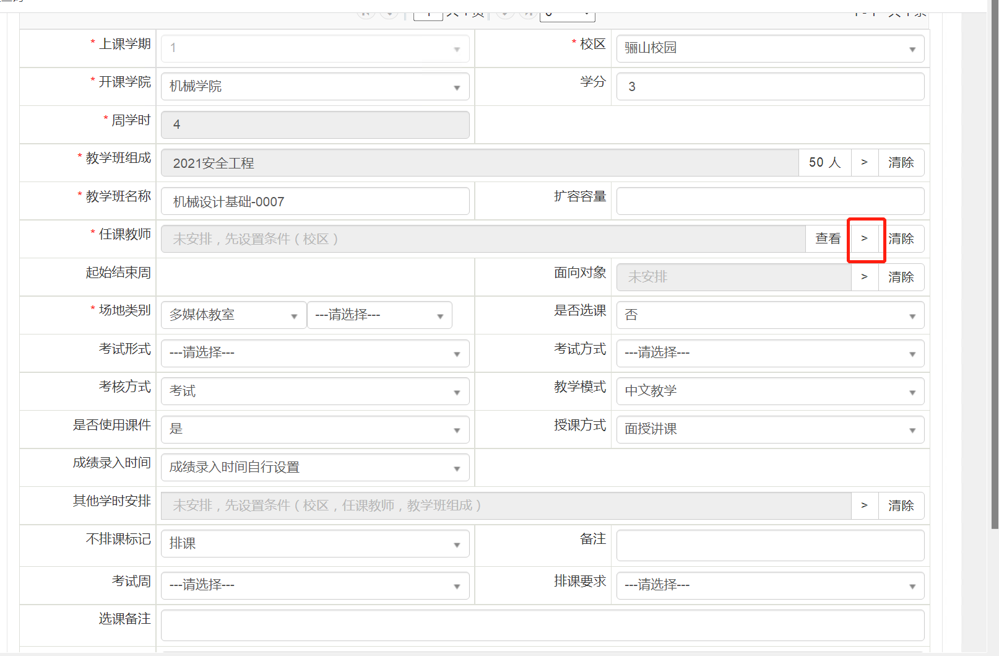 共 1 页
1 - 1 共 1 条
* 上课学期 1 * 校区 骊山校园
* 开课学院 机械学院 学分 3
* 周学时 4
* 教学班组成 2021安全工程 50 人 > 清除
* 教学班名称 机械设计基础-0007 扩容容量
* 任课教师 未安排，先设置条件（校区） 查看 > 清除
起始结束周 面向对象 未安排 > 清除
* 场地类别 多媒体教室 ---请选择--- 是否选课 否
考试形式 ---请选择--- 考试方式 ---请选择---
考核方式 考试 教学模式 中文教学
是否使用课件 是 授课方式 面授讲课
成绩录入时间 成绩录入时间自行设置
其他学时安排 未安排，先设置条件（校区，任课教师，教学班组成） > 清除
不排课标记 排课 备注
考试周 ---请选择--- 排课要求 ---请选择---
选课备注